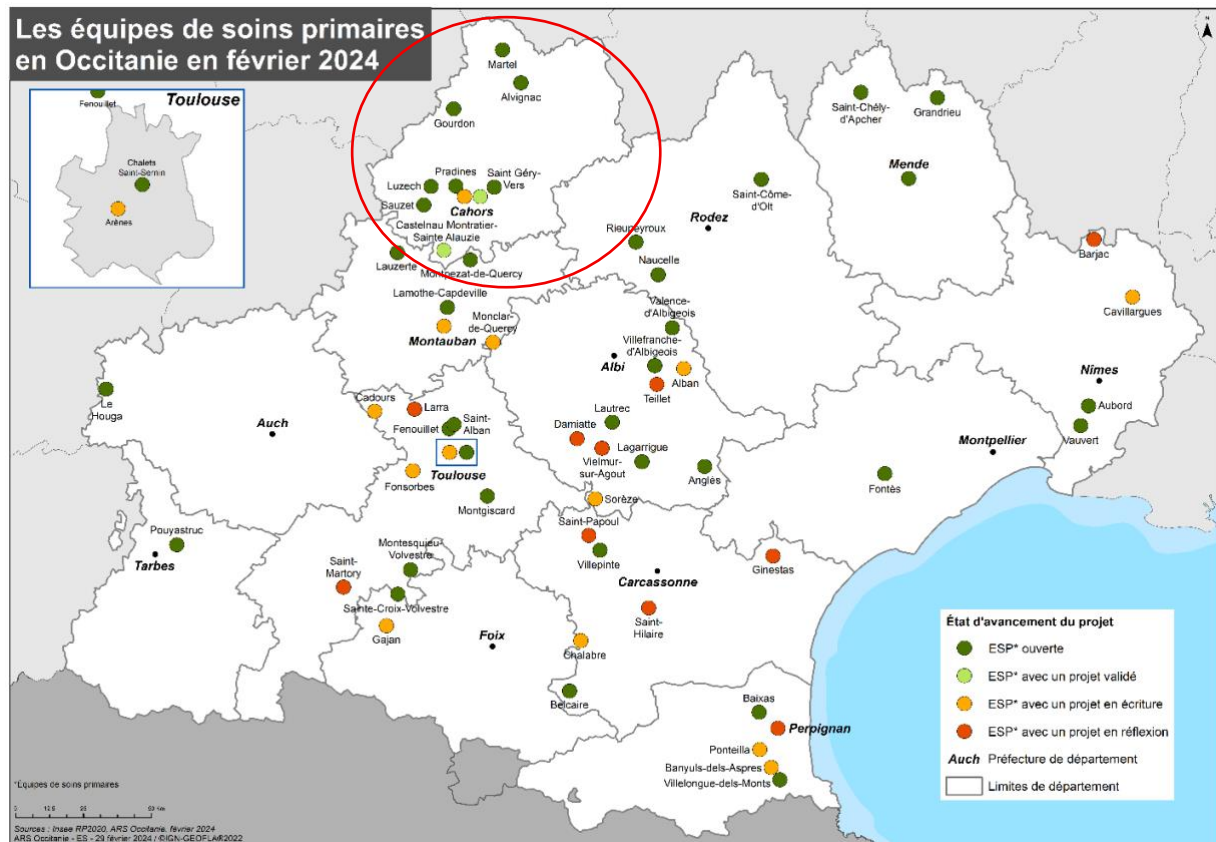 Les équipes de soins primaires
en Occitanie en février 2024
Toulouse
Fenouillet
Chalets
Saint-Sernin
Arènes
Martel
Alvignac
Gourdon
Pradines
Saint Géry-
Vers
Luzech
Sauzet
Cahors
Castelnau Montratier-
Sainte Alauzie
Lauzerte
Montpezat-de-Quercy
Lamothe-Capdeville
Monclar-
de-Quercy
Montauban
Saint-Chély-
d'Apcher
Grandrieu
Mende
Saint-Côme-
d'Olt
Rodez
Rieupeyroux
Naucelle
Barjac
Cavillargues
Valence-
d'Albigeois
Villefranche-
d'Albigeois
Albi
Alban
Teillet
Nîmes
Aubord
Vauvert
Le
Houga
Auch
Cadours
Larra
Saint-
Alban
Fenouillet
Toulouse
Fonsorbes
Montgiscard
Lautrec
Damiatte
Lagarrigue
Vielmur-
sur-Agout
Anglès
Sorèze
Montpellier
Fontès
Pouyastruc
Tarbes
Saint-
Martory
Montesquieu-
Volvestre
Sainte-Croix-Volvestre
Gajan
Foix
Saint-Papoul
Villepinte
Carcassonne
Ginestas
Saint-
Hilaire
Chalabre
Belcaire
Baixas
Perpignan
Ponteilla
Banyuls-dels-Aspres
Villelongue-dels-Monts
État d'avancement du projet
ESP* ouverte
ESP* avec un projet validé
ESP* avec un projet en écriture
ESP* avec un projet en réflexion
Auch Préfecture de département
Limites de département
*Équipes de soins primaires
Sources : Insee RP2020, ARS Occitanie, février 2024
ARS Occitanie - ES - 29 février 2024 / ©IGN-GEOFLA®2022